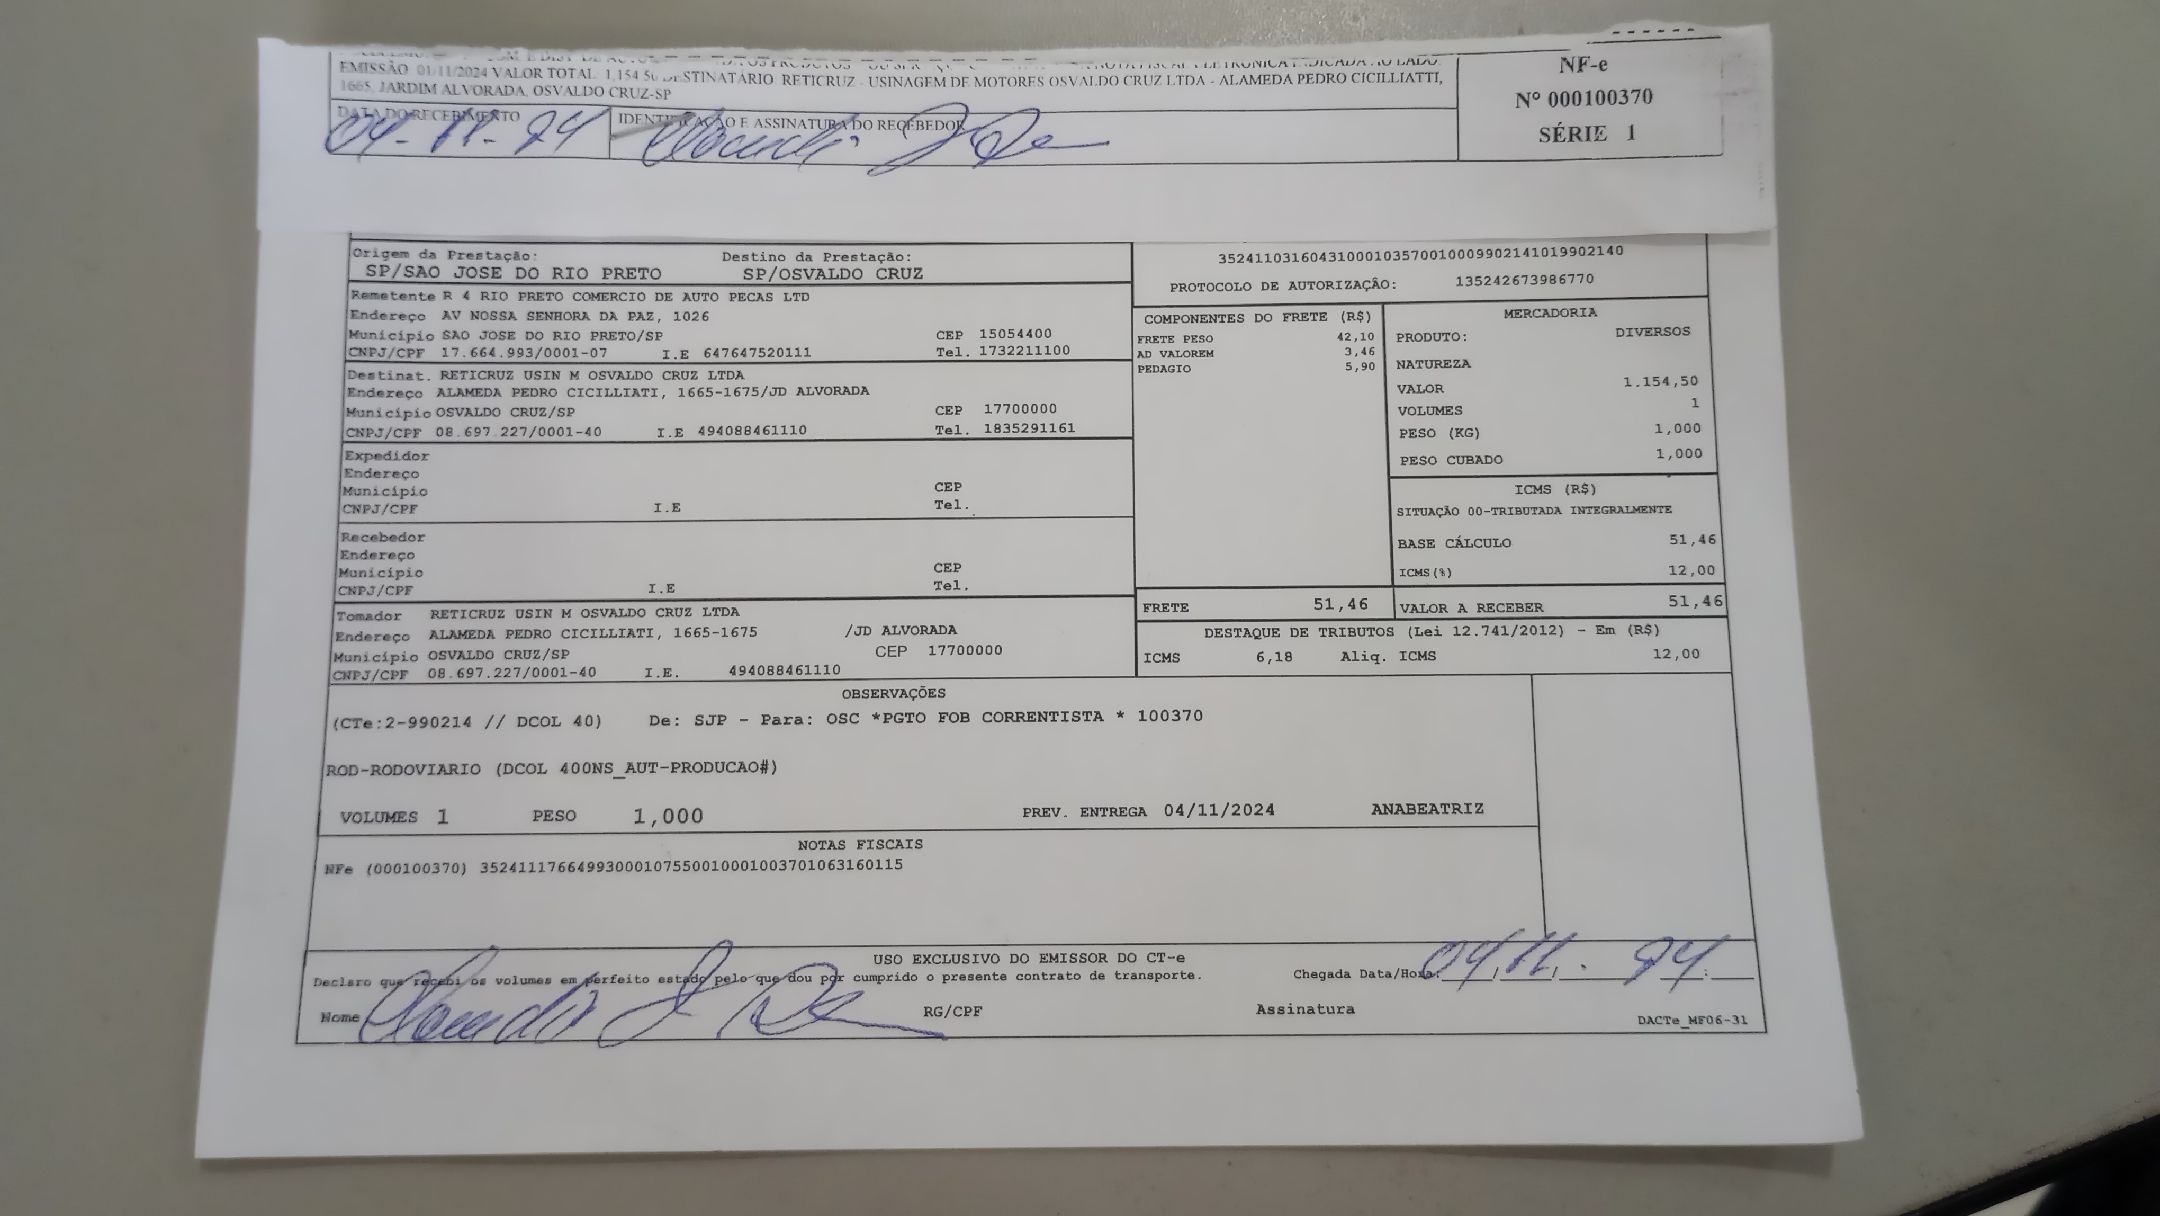 EMISSÃO 01/11/2024 VALOR TOTAL 1,154 50 DESTINATÁRIO: RETICRUZ - USINAGEM DE MOTORES OSVALDO CRUZ LTDA - ALAMEDA PEDRO CICILLIATTI,
1665, JARDIM ALVORADA, OSVALDO CRUZ-SP
DATA DO RECEBIMENTO IDENTIFICAÇÃO E ASSINATURA DO RECEBEDOR
04-11-24
NF-e
Nº 000100370
SÉRIE 1
Origem da Prestação: Destino da Prestação:
SP/SAO JOSE DO RIO PRETO SP/OSVALDO CRUZ
35241103160431000103570010009902141019902140
PROTOCOLO DE AUTORIZAÇÃO: 135242673986770
Remetente R 4 RIO PRETO COMERCIO DE AUTO PECAS LTD
Endereço AV NOSSA SENHORA DA PAZ, 1026
Município SAO JOSE DO RIO PRETO/SP CEP 15054400
CNPJ/CPF 17.664.993/0001-07 I.E 647647520111 Tel. 1732211100
Destinat. RETICRUZ USIN M OSVALDO CRUZ LTDA
Endereço ALAMEDA PEDRO CICILLIATI, 1665-1675/JD ALVORADA
Município OSVALDO CRUZ/SP CEP 17700000
CNPJ/CPF 08.697.227/0001-40 I.E 494088461110 Tel. 1835291161
Expedidor
Endereço
Município CEP
CNPJ/CPF I.E Tel.
Recebedor
Endereço
Município CEP
CNPJ/CPF I.E Tel.
Tomador RETICRUZ USIN M OSVALDO CRUZ LTDA
Endereço ALAMEDA PEDRO CICILLIATI, 1665-1675 /JD ALVORADA
Município OSVALDO CRUZ/SP CEP 17700000
CNPJ/CPF 08.697.227/0001-40 I.E. 494088461110
COMPONENTES DO FRETE (R$)
FRETE PESO 42,10
AD VALOREM 3,46
PEDAGIO 5,90
MERCADORIA
PRODUTO: DIVERSOS
NATUREZA
VALOR 1.154,50
VOLUMES 1
PESO (KG) 1,000
PESO CUBADO 1,000
ICMS (R$)
SITUAÇÃO 00-TRIBUTADA INTEGRALMENTE
BASE CÁLCULO 51,46
ICMS(%) 12,00
FRETE 51,46 VALOR A RECEBER 51,46
DESTAQUE DE TRIBUTOS (Lei 12.741/2012) - Em (R$)
ICMS 6,18 Aliq. ICMS 12,00
OBSERVAÇÕES
(CTe:2-990214 // DCOL 40) De: SJP - Para: OSC *PGTO FOB CORRENTISTA * 100370
ROD-RODOVIARIO (DCOL 400NS_AUT-PRODUCAO#)
VOLUMES 1 PESO 1,000 PREV. ENTREGA 04/11/2024 ANABEATRIZ
NOTAS FISCAIS
NFe (000100370) 35241117664993000107550010001003701063160115
USO EXCLUSIVO DO EMISSOR DO CT-e
Declaro que recebi os volumes em perfeito estado pelo que dou por cumprido o presente contrato de transporte. Chegada Data/Hora: 04/11. 24
Nome RG/CPF Assinatura
DACTe_MF06-31